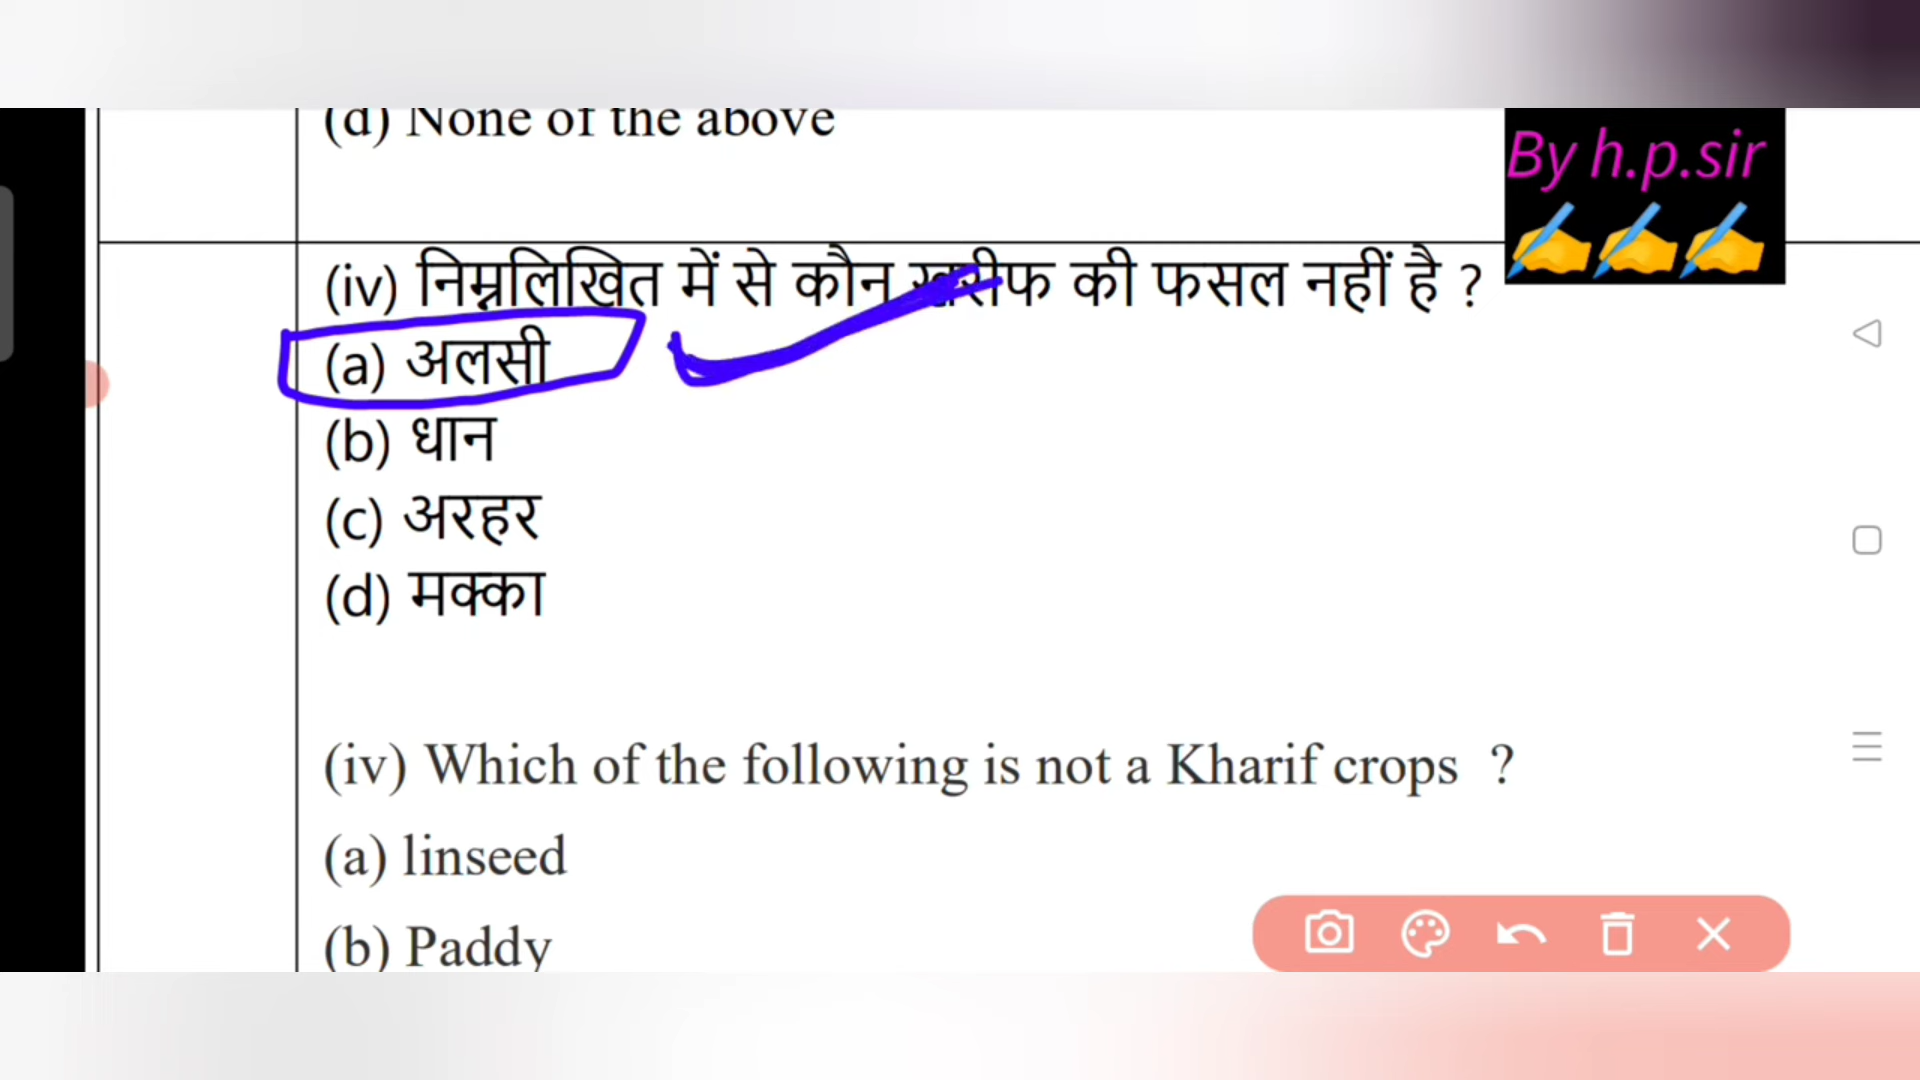 (d) None of the above
By h.p.sir
(iv) निम्नलिखित में से कौन खरीफ की फसल नहीं है ?
(a) अलसी
(b) धान
(c) अरहर
(d) मक्का
(iv) Which of the following is not a Kharif crops ?
(a) linseed
(b) Paddy